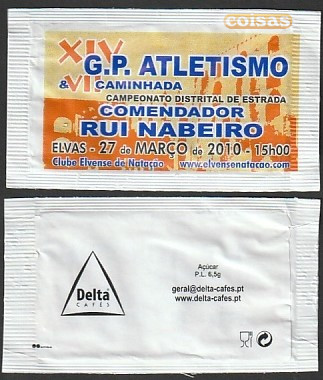 coisas
XIV G.P. ATLETISMO
& VII CAMINHADA
CAMPEONATO DISTRITAL DE ESTRADA
COMENDADOR
RUI NABEIRO
ELVAS - 27 de MARÇO de 2010 - 15h00
Clube Elvense de Natação www.elvensenatacao.com
Delta
CAFÉS
Açúcar
P.L. 6,5g
geral@delta-cafes.pt
www.delta-cafes.pt